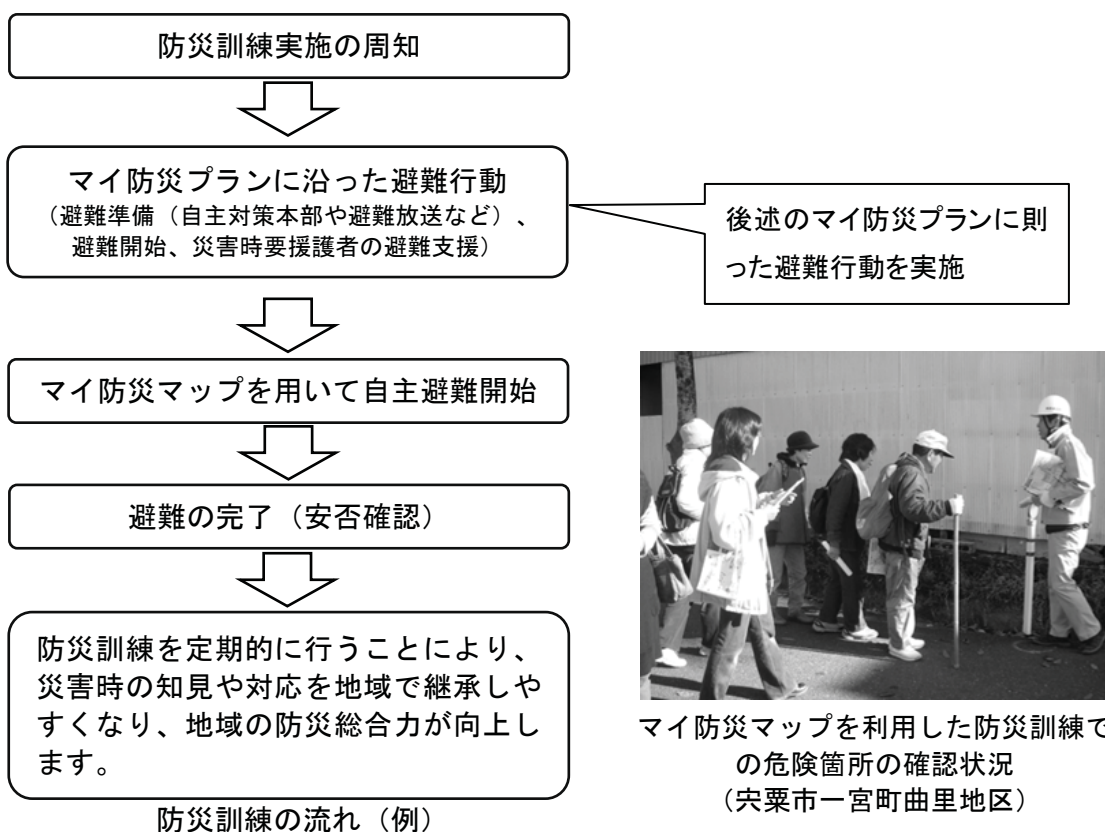 防災訓練実施の周知
マイ防災プランに沿った避難行動
（避難準備（自主対策本部や避難放送など）、
避難開始、災害時要援護者の避難支援）
後述のマイ防災プランに則
った避難行動を実施
マイ防災マップを用いて自主避難開始
避難の完了（安否確認）
防災訓練を定期的に行うことにより、
災害時の知見や対応を地域で継承しや
すくなり、地域の防災総合力が向上し
ます。
防災訓練の流れ（例）
マイ防災マップを利用した防災訓練で
の危険箇所の確認状況
（宍粟市一宮町曲里地区）